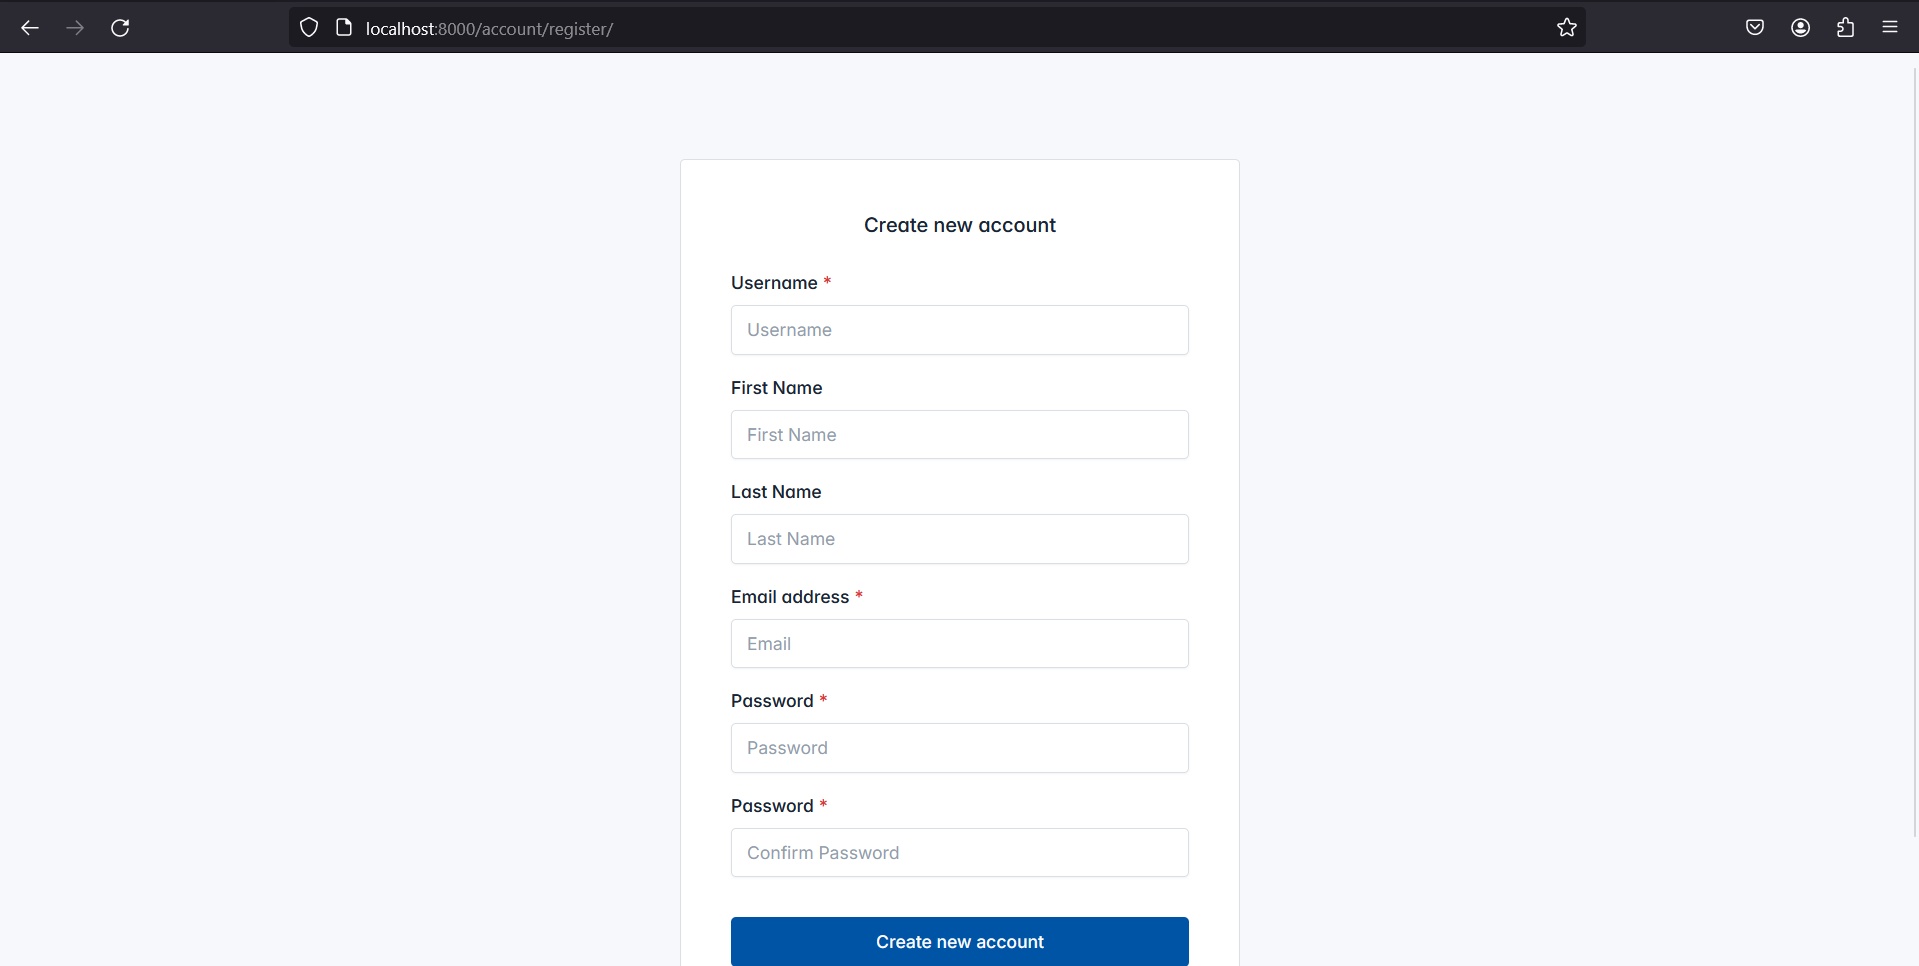 localhost:8000/account/register/
Create new account
Username *
Username
First Name
First Name
Last Name
Last Name
Email address *
Email
Password *
Password
Password *
Confirm Password
Create new account